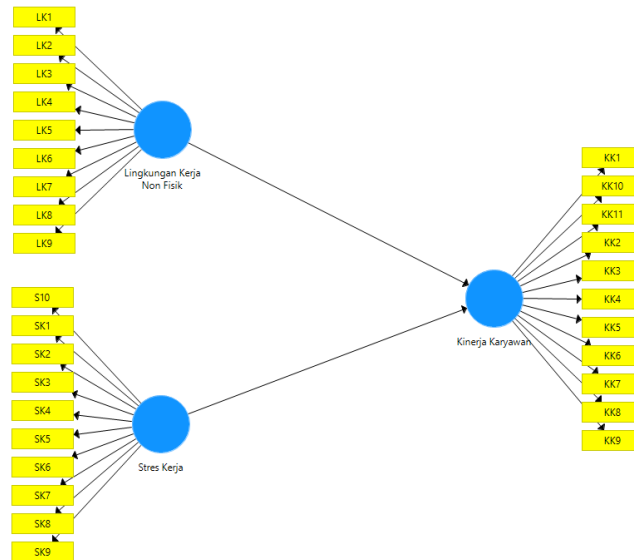 LK1
LK2
LK3
LK4
LK5
LK6
LK7
LK8
LK9
Lingkungan Kerja
Non Fisik
S10
SK1
SK2
SK3
SK4
SK5
SK6
SK7
SK8
SK9
Stres Kerja
KK1
KK10
KK11
KK2
KK3
KK4
KK5
KK6
KK7
KK8
KK9
Kinerja Karyawan